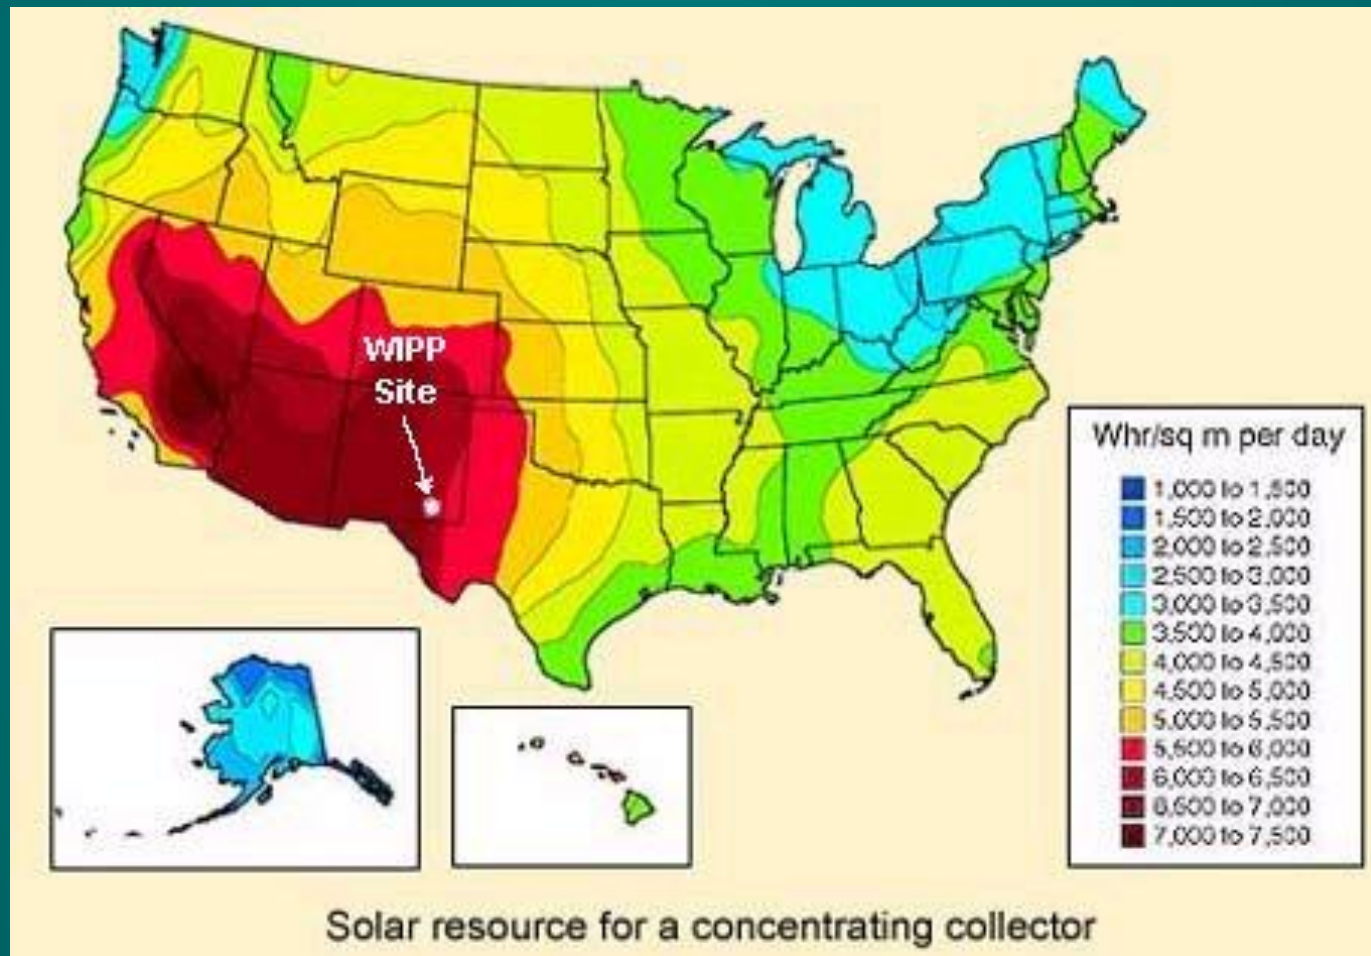 WIPP
Site
Whr/sq m per day
1,000 to 1,500
1,500 to 2,000
2,000 to 2,500
2,500 to 3,000
3,000 to 3,500
3,500 to 4,000
4,000 to 4,500
4,500 to 5,000
5,000 to 5,500
5,500 to 6,000
6,000 to 6,500
6,500 to 7,000
7,000 to 7,500
Solar resource for a concentrating collector